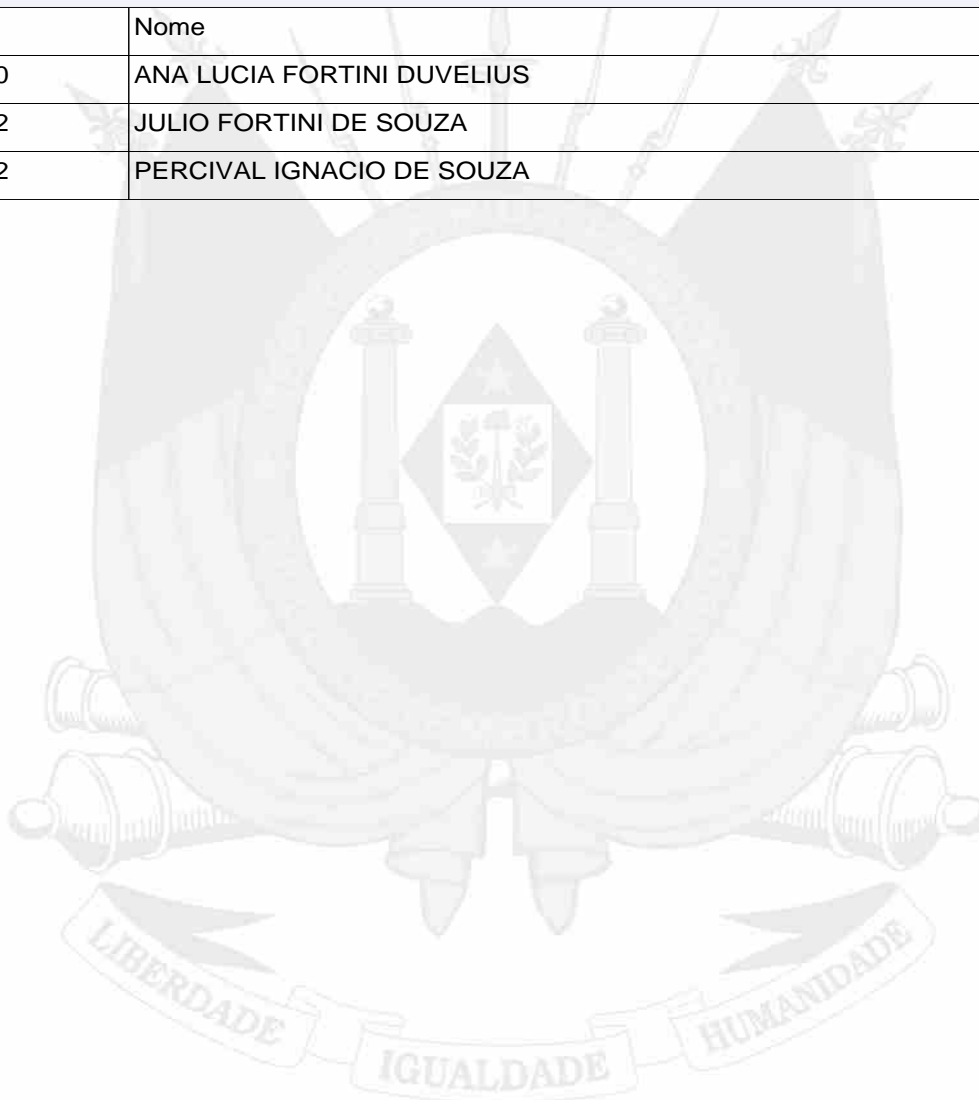 Nome
0 ANA LUCIA FORTINI DUVELIUS
2 JULIO FORTINI DE SOUZA
2 PERCIVAL IGNACIO DE SOUZA
LIBERDADE IGUALDADE HUMANIDADE